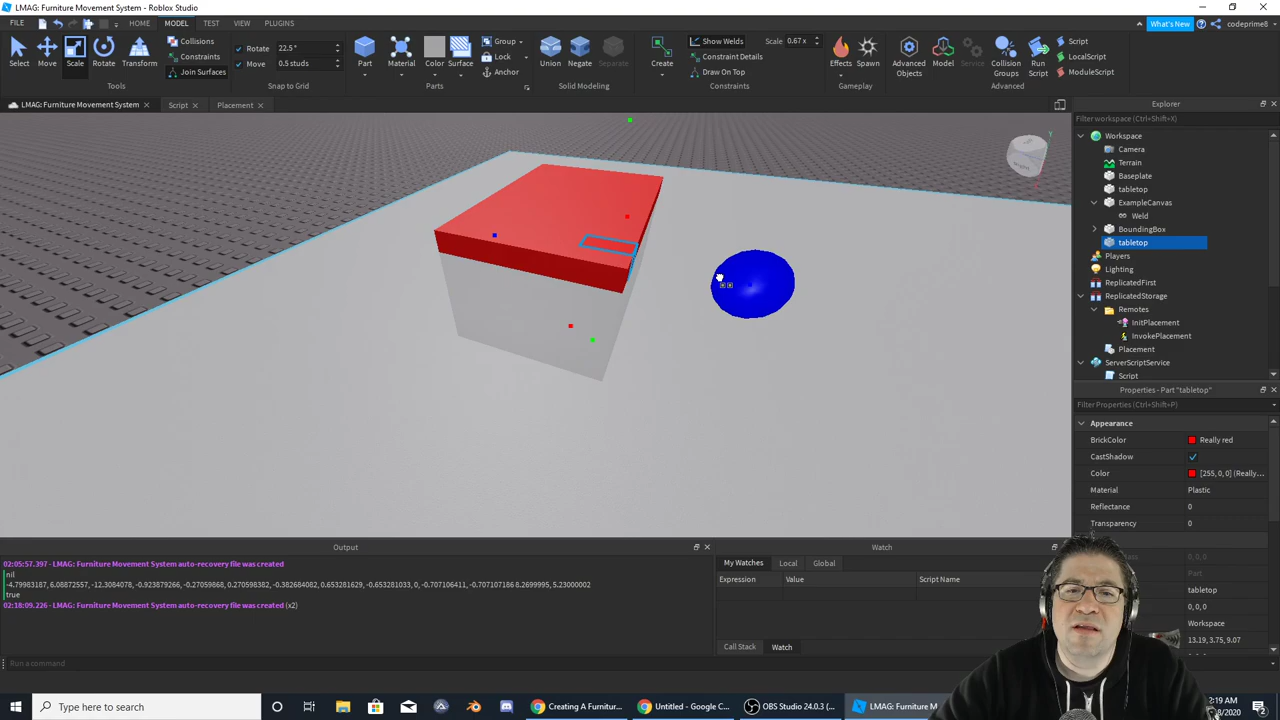 LMAG: Furniture Movement System - Roblox Studio
FILE HOME MODEL TEST VIEW PLUGINS What's New codeprime8
Select Move Scale Rotate Transform
Collisions
Constraints
Join Surfaces
Tools
Rotate 22.5°
Move 0.5 studs
Snap to Grid
Part Material Color Surface
Group
Lock
Anchor
Parts
Union Negate Separate
Solid Modeling
Create
Show Welds Scale 0.67 x
Constraint Details
Draw On Top
Constraints
Effects Spawn
Gameplay
Advanced Objects Model Service Collision Groups Run Script
Script
LocalScript
ModuleScript
Advanced
LMAG: Furniture Movement System Script Placement
Explorer
Filter workspace (Ctrl+Shift+X)
Workspace
Camera
Terrain
Baseplate
tabletop
ExampleCanvas
Weld
BoundingBox
tabletop
Players
Lighting
ReplicatedFirst
ReplicatedStorage
Remotes
InitPlacement
InvokePlacement
Placement
ServerScriptService
Script
Properties - Part "tabletop"
Filter Properties (Ctrl+Shift+P)
Appearance
BrickColor Really red
CastShadow
Color [255, 0, 0] (Really...
Material Plastic
Reflectance 0
Transparency 0
0, 0, 0
Part
tabletop
0, 0, 0
Workspace
13.19, 3.75, 9.07
Output
02:05:57.397 - LMAG: Furniture Movement System auto-recovery file was created
nil
-4.79983187, 6.08872557, -12.3084078, -0.923879266, -0.27059868, 0.270598382, -0.382684082, 0.653281629, -0.653281033, 0, -0.707106411, -0.707107186 8.2699995, 5.23000002
true
02:18:09.226 - LMAG: Furniture Movement System auto-recovery file was created (x2)
Run a command
Watch
My Watches Local Global
Expression Value Script Name
Call Stack Watch
Type here to search
Creating A Furnitur...
Untitled - Google C...
OBS Studio 24.0.3 (...
LMAG: Furniture M